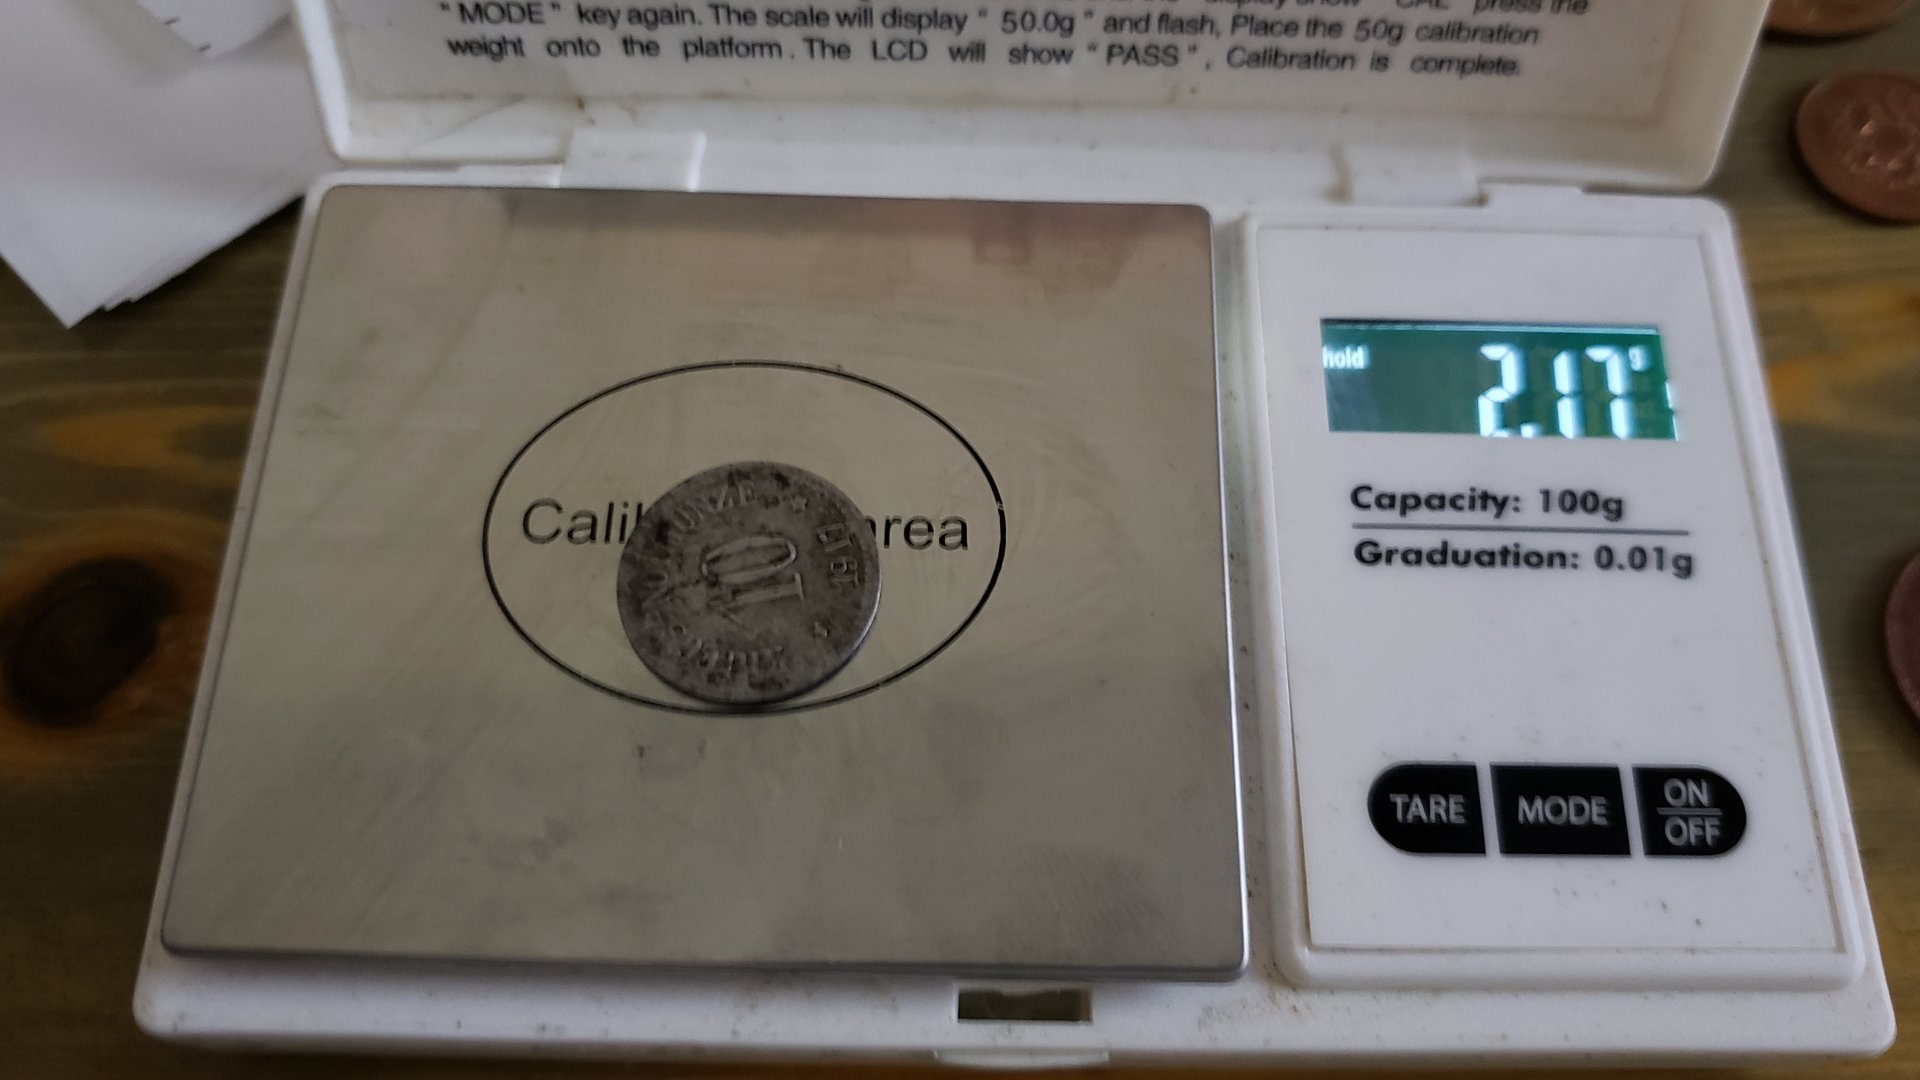 "MODE" key again. The scale will display " 50.0g " and flash, Place the 50g calibration
weight onto the platform. The LCD will show "PASS", Calibration is complete.
hold 2.17 g
Capacity: 100g
Graduation: 0.01g
area
10
TARE MODE ON OFF